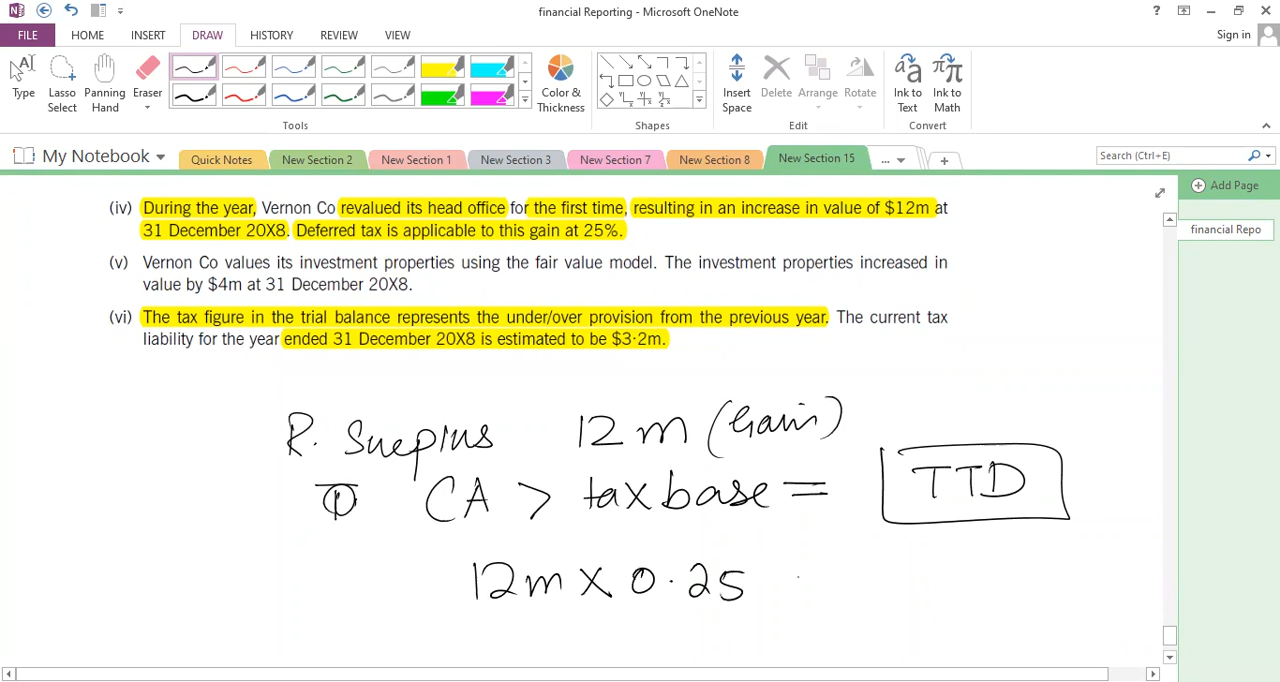 financial Reporting - Microsoft OneNote
?
Sign in
FILE HOME INSERT DRAW HISTORY REVIEW VIEW
Type
Lasso Select
Panning Hand
Eraser
Color & Thickness
Insert Space
Delete
Arrange
Rotate
Ink to Text
Ink to Math
Tools
Shapes
Edit
Convert
My Notebook
Quick Notes
New Section 2
New Section 1
New Section 3
New Section 7
New Section 8
New Section 15
...
Search (Ctrl+E)
Add Page
financial Repo
(iv) During the year, Vernon Co revalued its head office for the first time, resulting in an increase in value of $12m at
31 December 20X8. Deferred tax is applicable to this gain at 25%.
(v) Vernon Co values its investment properties using the fair value model. The investment properties increased in
value by $4m at 31 December 20X8.
(vi) The tax figure in the trial balance represents the under/over provision from the previous year. The current tax
liability for the year ended 31 December 20X8 is estimated to be $3·2m.
R. Surplus 12m (Gain)
① CA > tax base = TTD
12m X 0.25